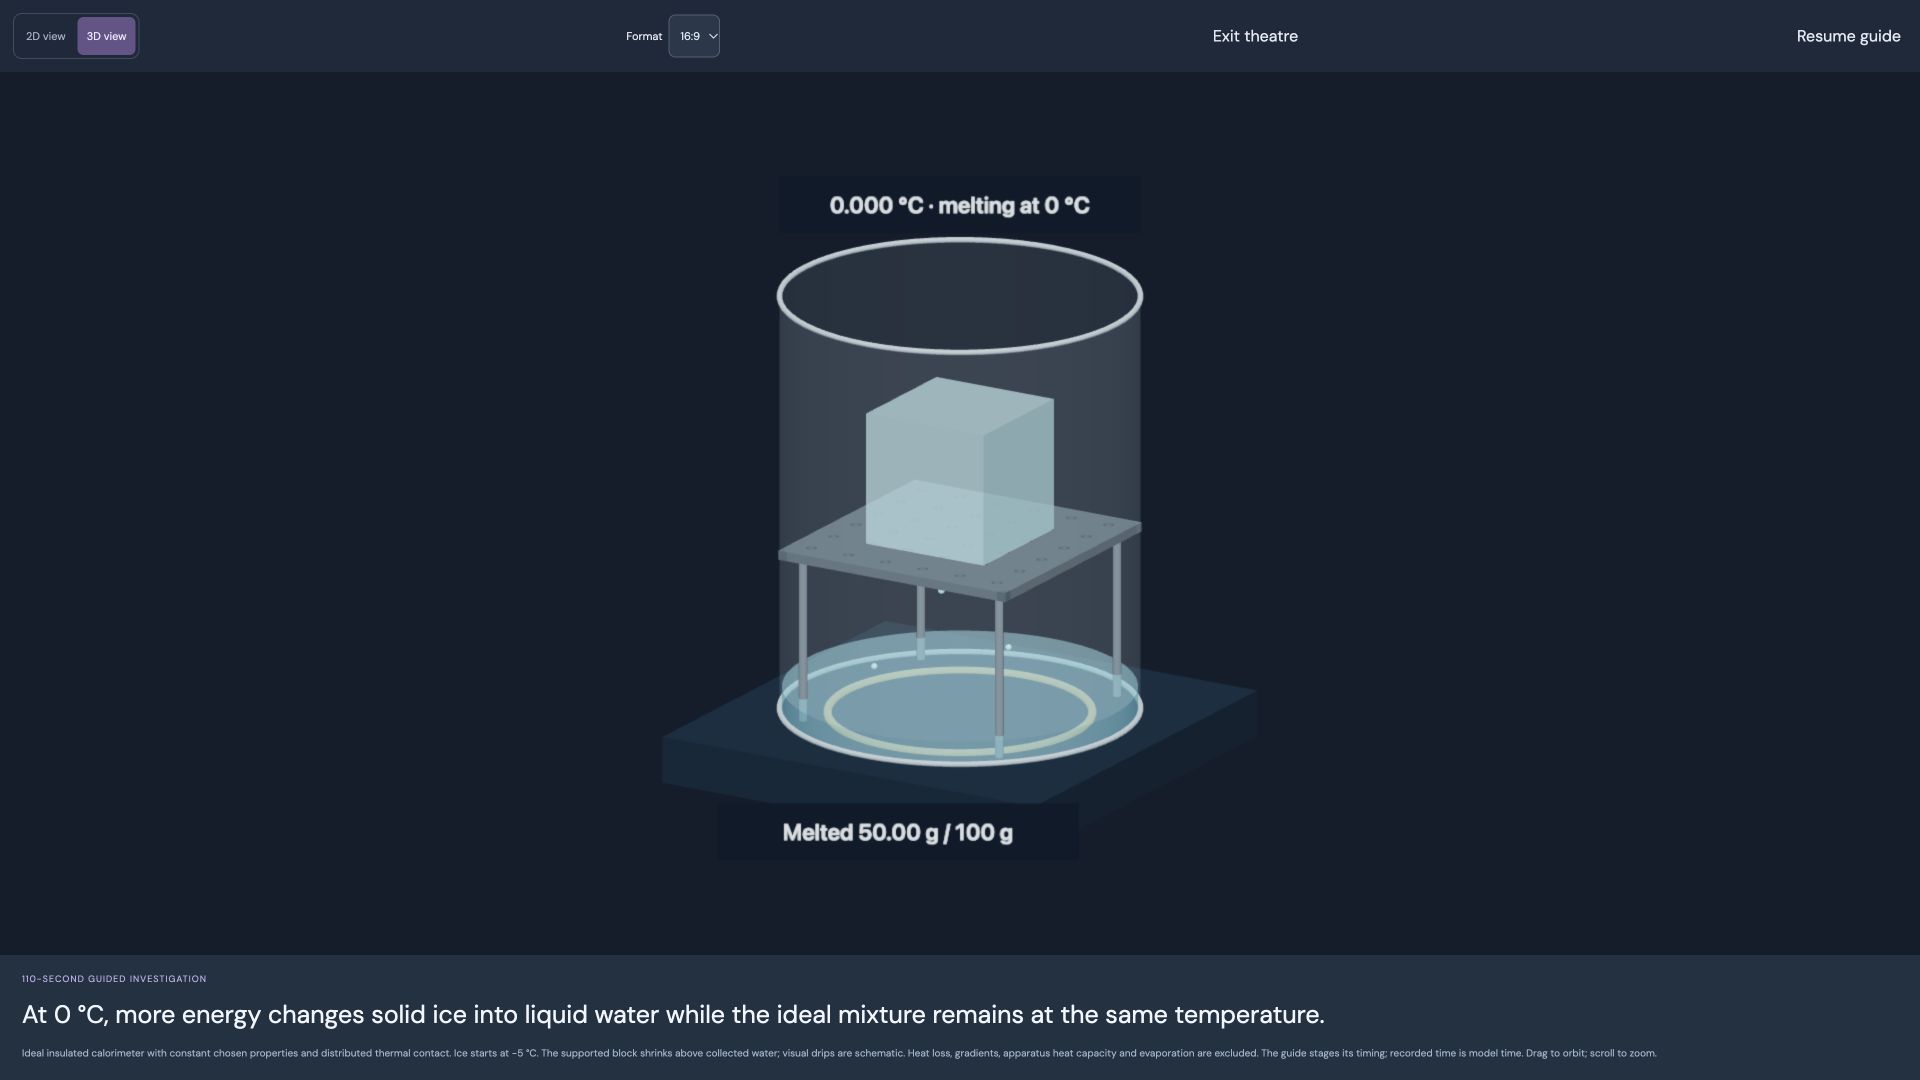 2D view
3D view
Format
16:9
Exit theatre
Resume guide
0.000 °C · melting at 0 °C
Melted 50.00 g / 100 g
110-SECOND GUIDED INVESTIGATION
At 0 °C, more energy changes solid ice into liquid water while the ideal mixture remains at the same temperature.
Ideal insulated calorimeter with constant chosen properties and distributed thermal contact. Ice starts at -5 °C. The supported block shrinks above collected water; visual drips are schematic. Heat loss, gradients, apparatus heat capacity and evaporation are excluded. The guide stages its timing; recorded time is model time. Drag to orbit; scroll to zoom.